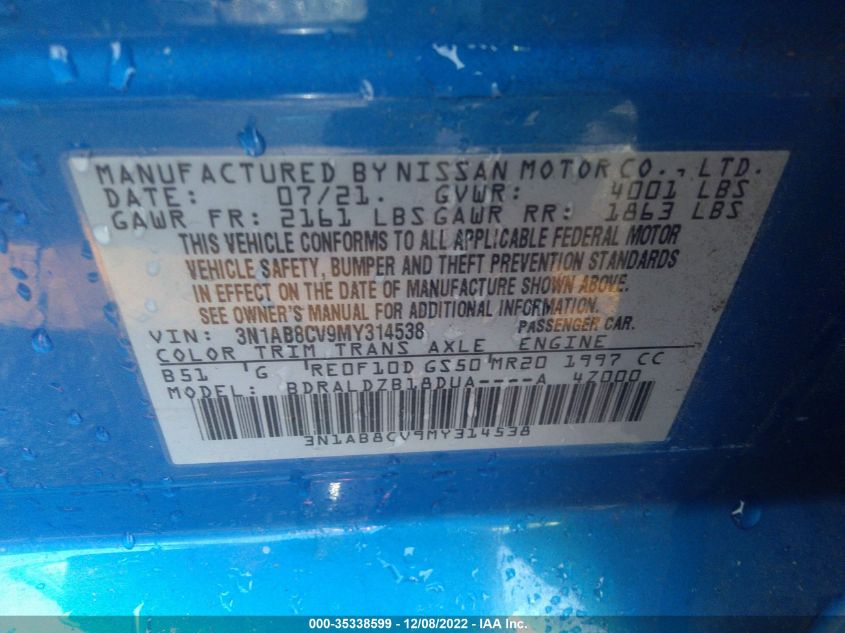 MANUFACTURED BY NISSAN MOTOR CO., LTD.
DATE: 07/21. GVWR: 4001 LBS
GAWR FR: 2161 LBS GAWR RR: 1863 LBS
THIS VEHICLE CONFORMS TO ALL APPLICABLE FEDERAL MOTOR
VEHICLE SAFETY, BUMPER AND THEFT PREVENTION STANDARDS
IN EFFECT ON THE DATE OF MANUFACTURE SHOWN ABOVE.
SEE OWNER'S MANUAL FOR ADDITIONAL INFORMATION.
VIN: 3N1AB8CV9MY314538 PASSENGER CAR.
COLOR TRIM TRANS AXLE ENGINE
B51 G RE0F10D GS50 MR20 1997 CC
MODEL: BDRALDZB18DUA----A 47000
3N1AB8CV9MY314538
000-35338599 - 12/08/2022 - IAA Inc.